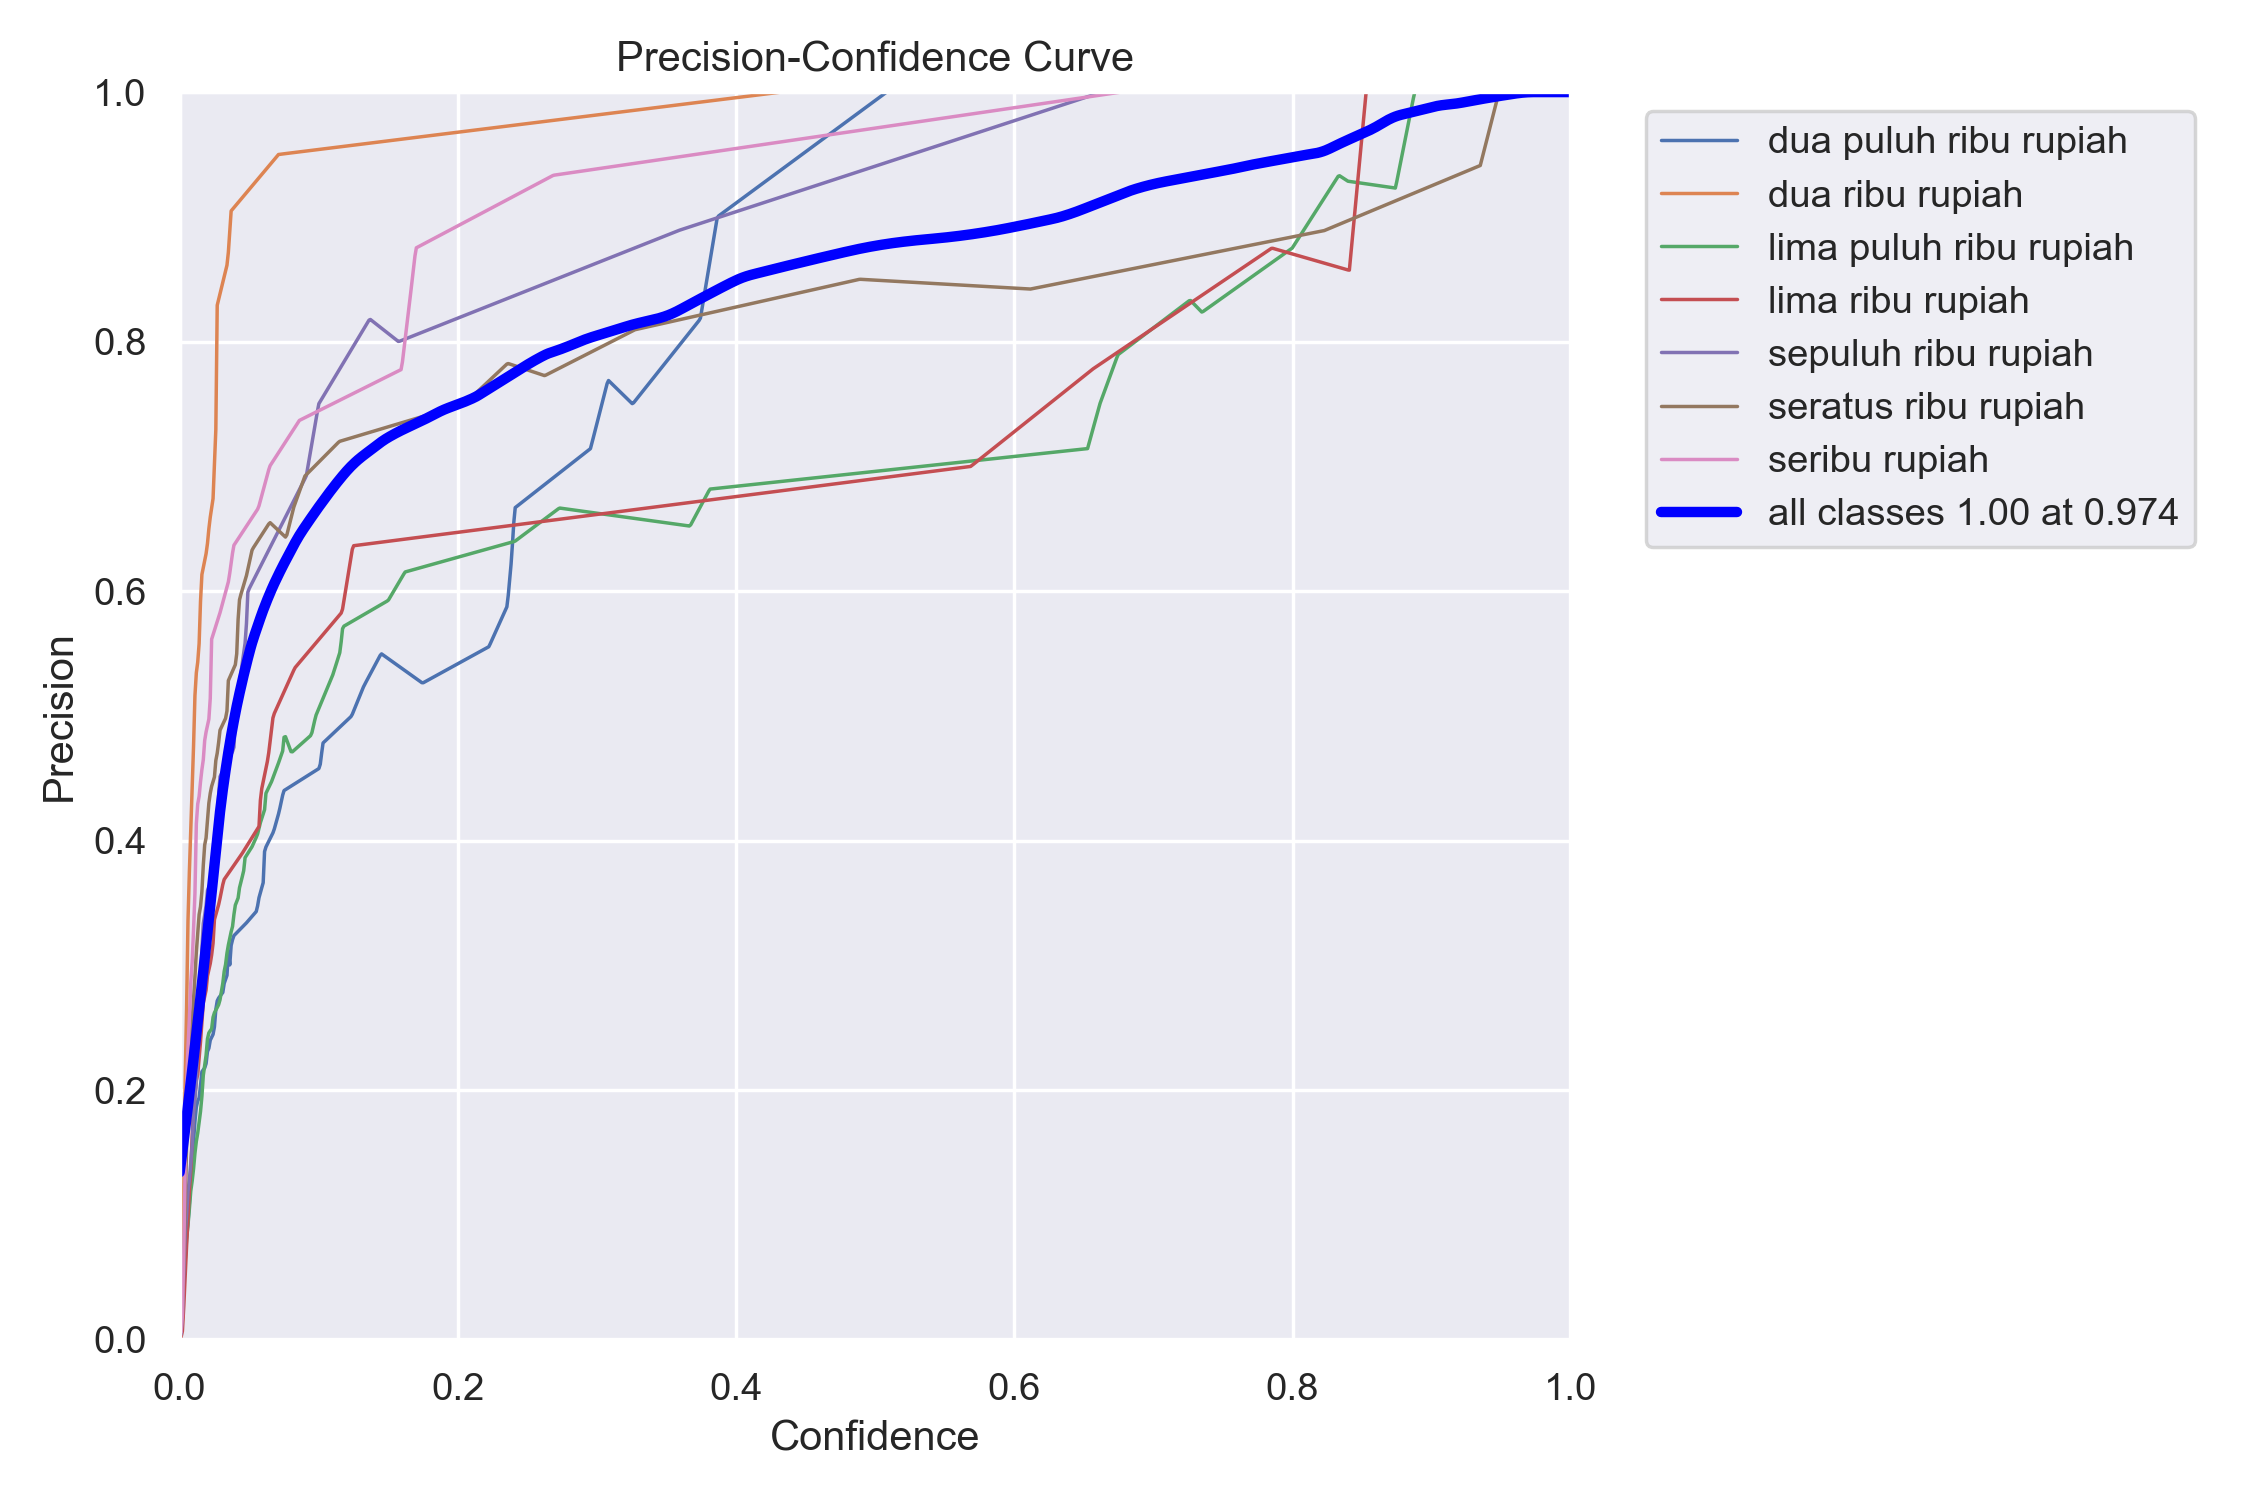 Precision-Confidence Curve
1.0
0.8
0.6
0.4
0.2
0.0
Precision
0.0 0.2 0.4 0.6 0.8 1.0
Confidence
dua puluh ribu rupiah
dua ribu rupiah
lima puluh ribu rupiah
lima ribu rupiah
sepuluh ribu rupiah
seratus ribu rupiah
seribu rupiah
all classes 1.00 at 0.974